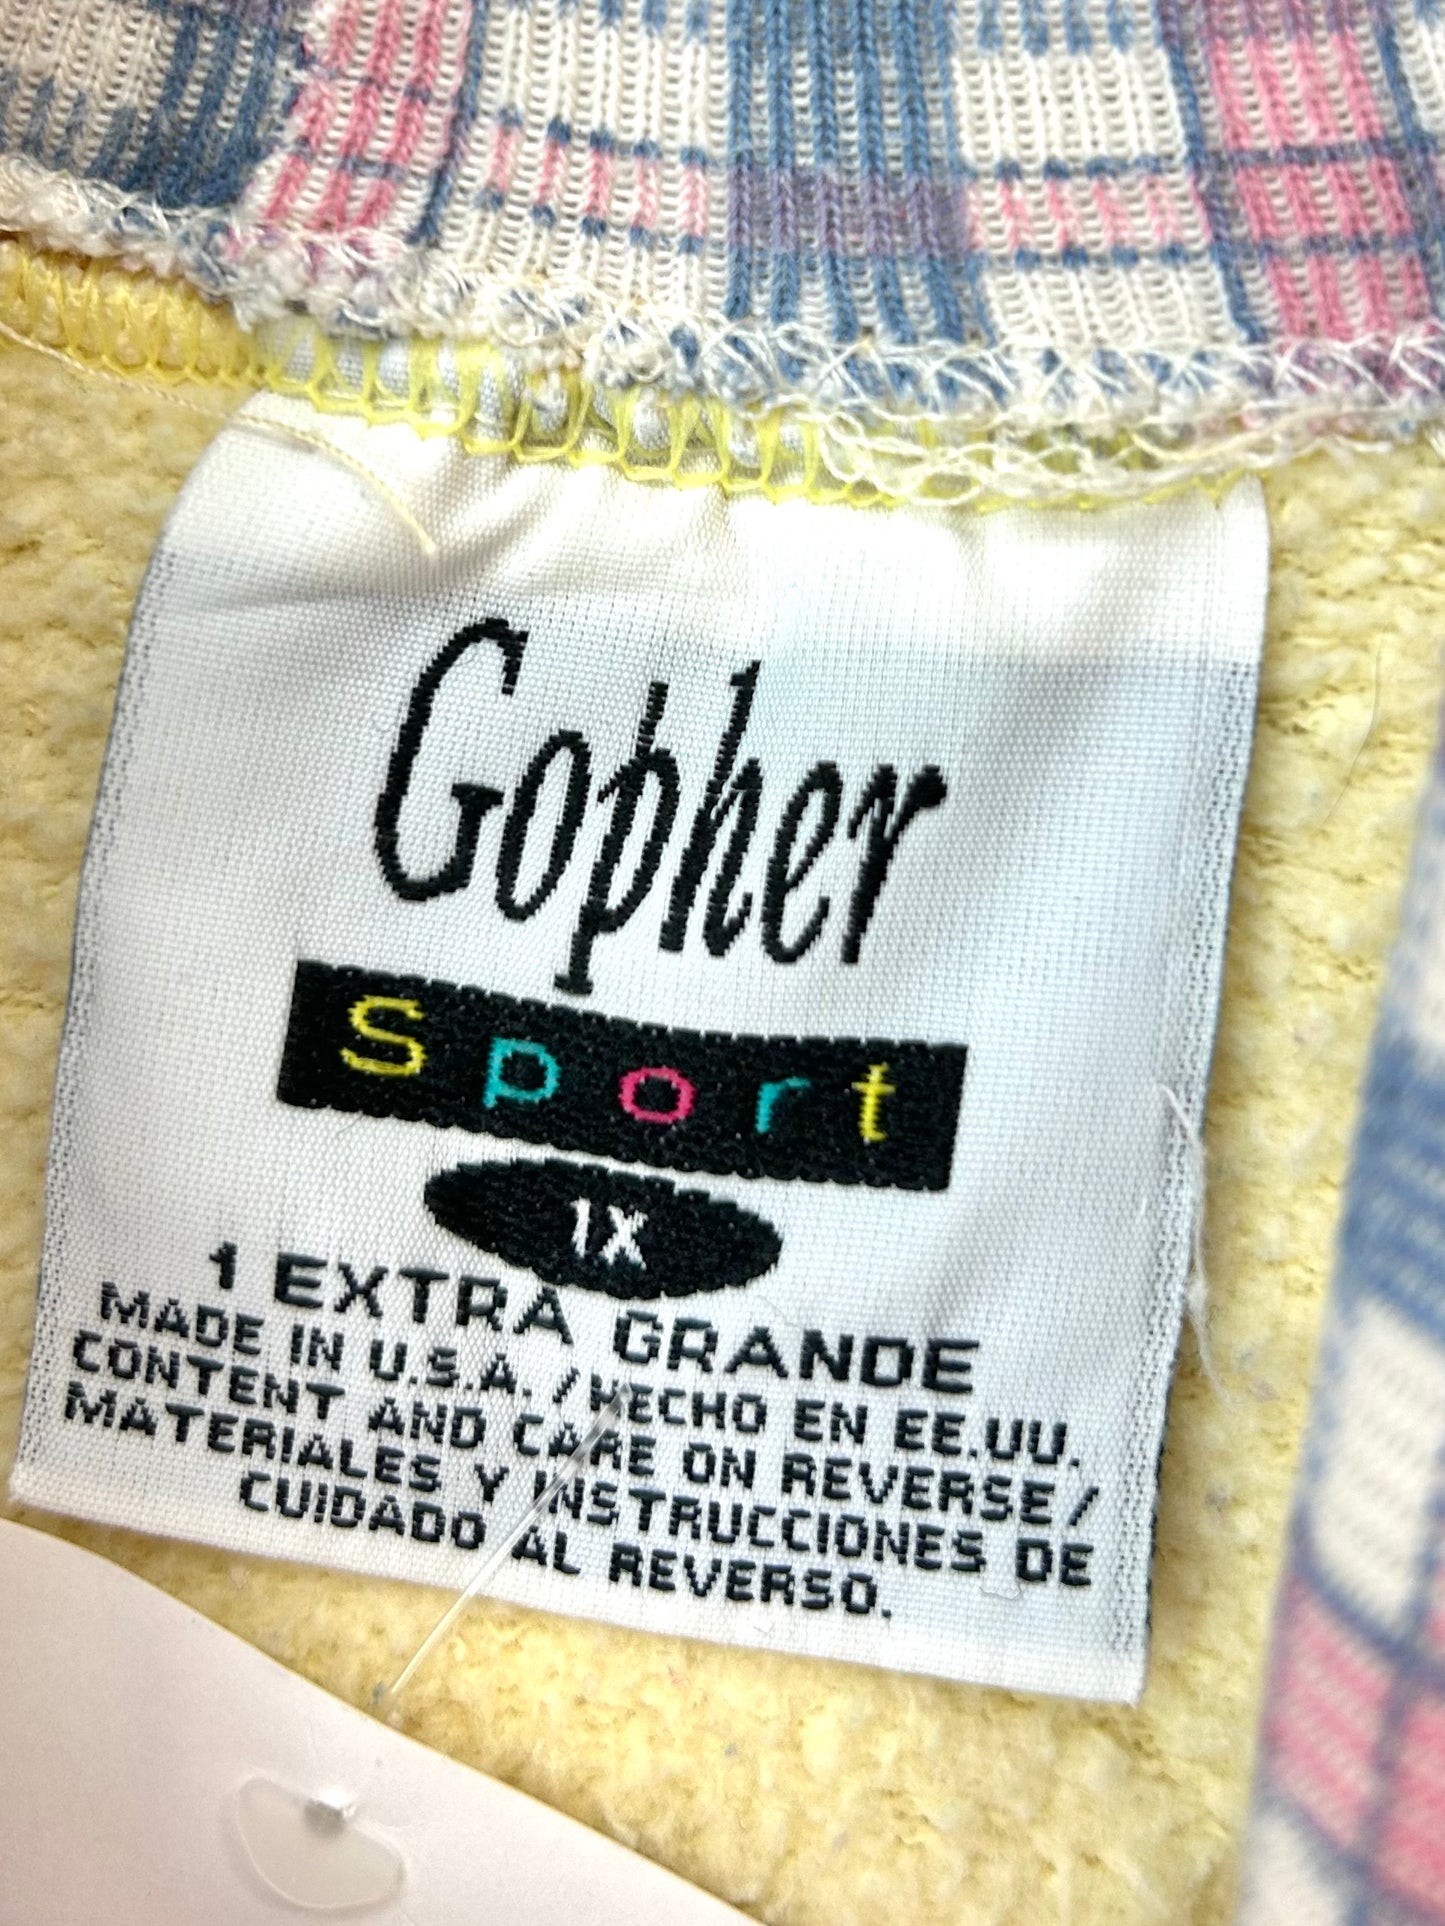 Gopher
Sport
1X
1 EXTRA GRANDE
MADE IN U.S.A./HECHO EN EE.UU.
CONTENT AND CARE ON REVERSE/
MATERIALES Y INSTRUCCIONES DE
CUIDADO AL REVERSO.